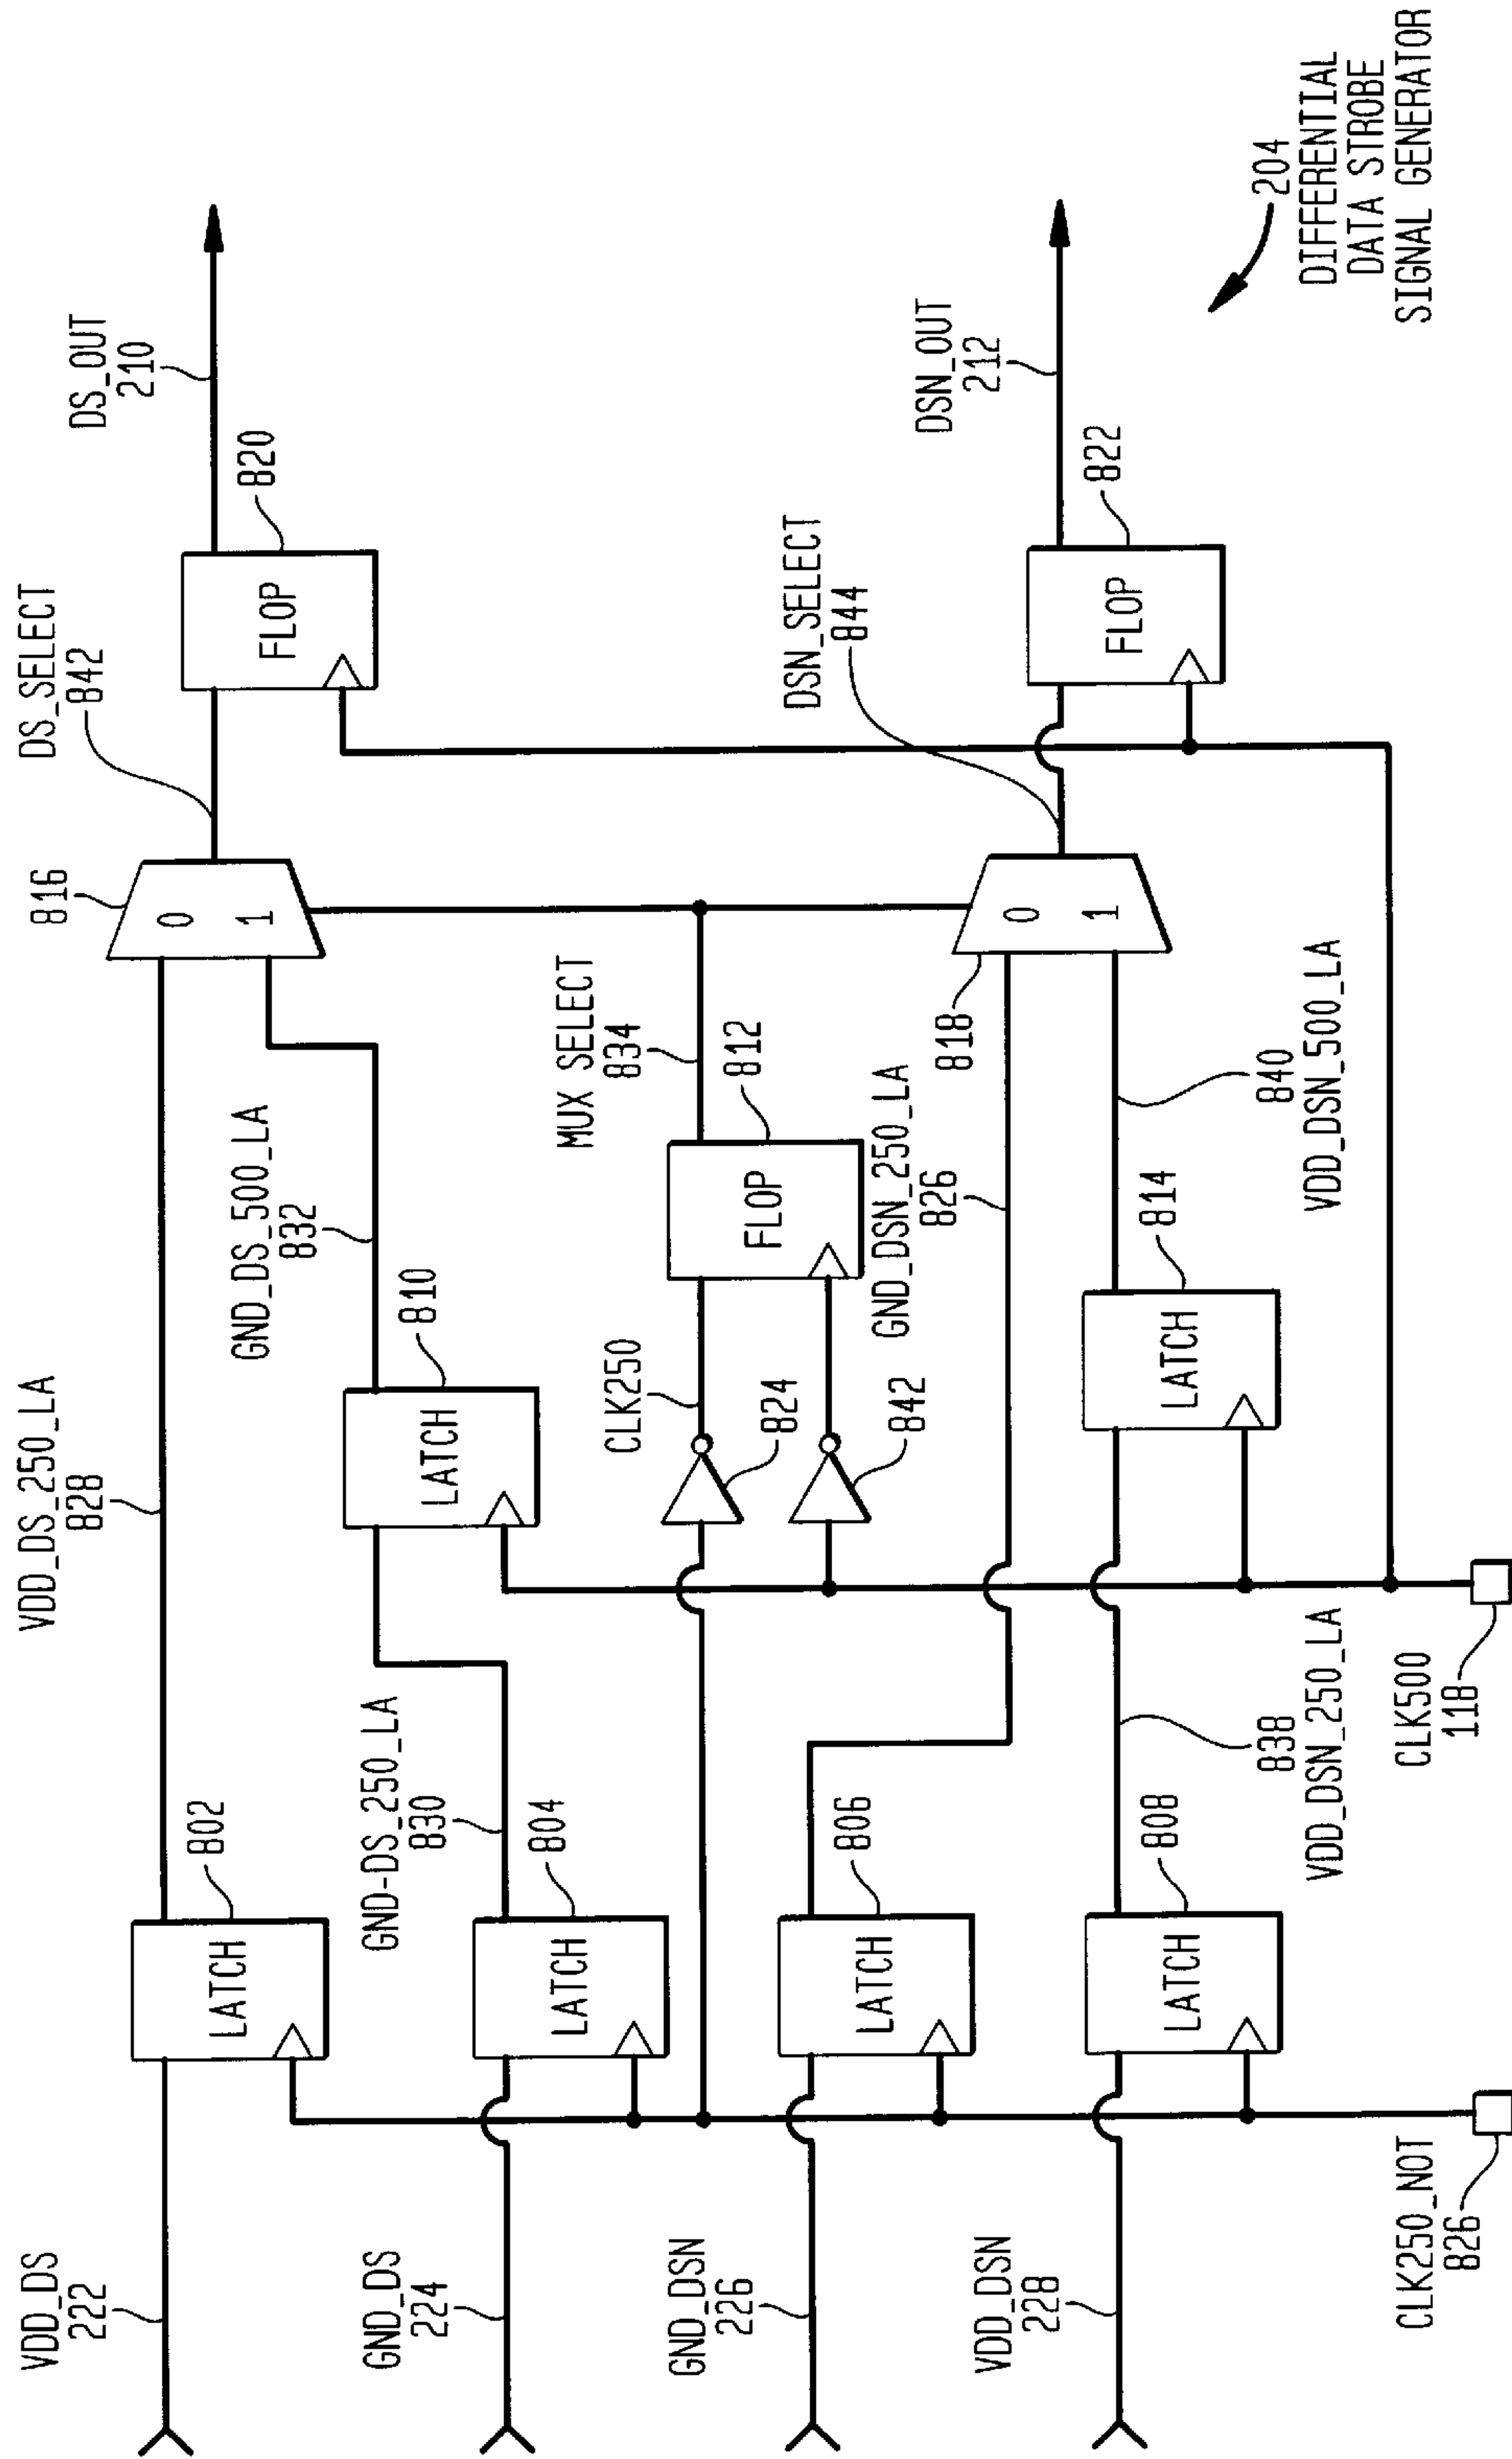 VDD_DS
222
LATCH
802
VDD_DS_250_LA
828
816
0
1
DS_SELECT
842
FLOP
820
DS_OUT
210
GND_DS
224
LATCH
804
GND-DS_250_LA
830
LATCH
810
GND_DS_500_LA
832
CLK250
824
842
FLOP
812
MUX SELECT
834
GND_DSN
226
LATCH
806
GND_DSN_250_LA
826
818
0
1
DSN_SELECT
844
FLOP
822
DSN_OUT
212
VDD_DSN
228
LATCH
808
838
VDD_DSN_250_LA
LATCH
814
840
VDD_DSN_500_LA
CLK250_NOT
826
CLK500
118
204
DIFFERENTIAL
DATA STROBE
SIGNAL GENERATOR